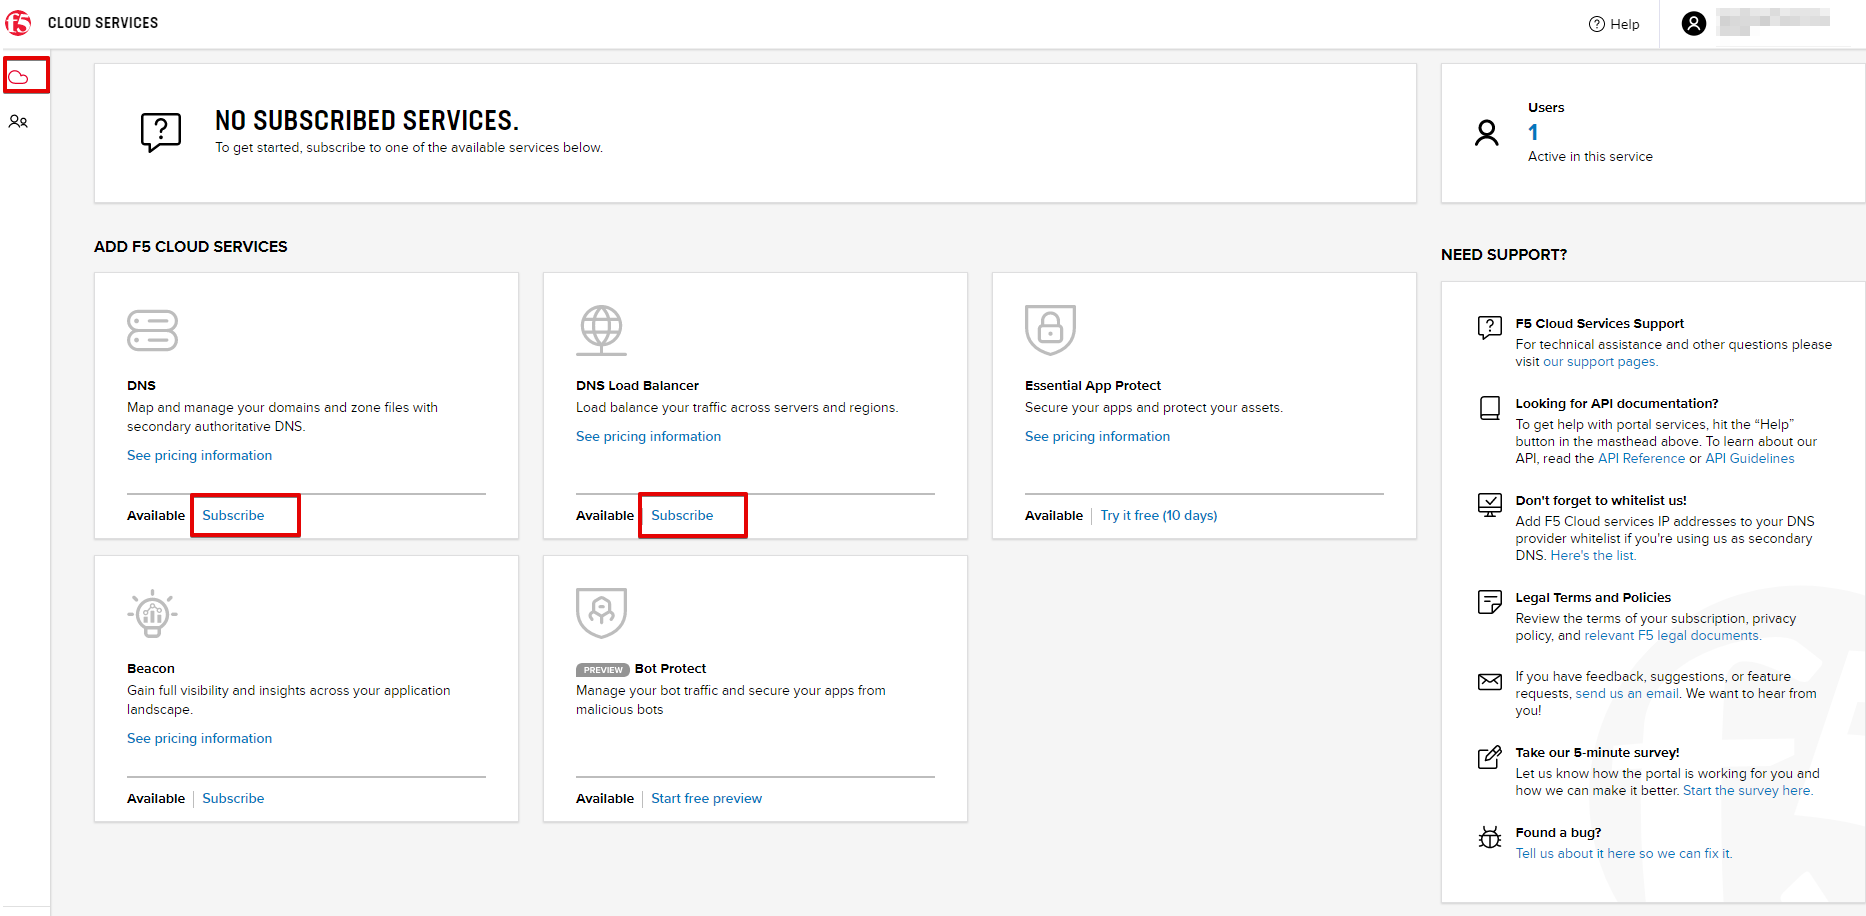 f5 CLOUD SERVICES
Help
NO SUBSCRIBED SERVICES.
To get started, subscribe to one of the available services below.
Users
1
Active in this service
ADD F5 CLOUD SERVICES
DNS
Map and manage your domains and zone files with
secondary authoritative DNS.
See pricing information
Available Subscribe
DNS Load Balancer
Load balance your traffic across servers and regions.
See pricing information
Available Subscribe
Essential App Protect
Secure your apps and protect your assets.
See pricing information
Available Try it free (10 days)
Beacon
Gain full visibility and insights across your application
landscape.
See pricing information
Available Subscribe
PREVIEW Bot Protect
Manage your bot traffic and secure your apps from
malicious bots
Available Start free preview
NEED SUPPORT?
F5 Cloud Services Support
For technical assistance and other questions please
visit our support pages.
Looking for API documentation?
To get help with portal services, hit the “Help”
button in the masthead above. To learn about our
API, read the API Reference or API Guidelines
Don't forget to whitelist us!
Add F5 Cloud services IP addresses to your DNS
provider whitelist if you're using us as secondary
DNS. Here's the list.
Legal Terms and Policies
Review the terms of your subscription, privacy
policy, and relevant F5 legal documents.
If you have feedback, suggestions, or feature
requests, send us an email. We want to hear from
you!
Take our 5-minute survey!
Let us know how the portal is working for you and
how we can make it better. Start the survey here.
Found a bug?
Tell us about it here so we can fix it.